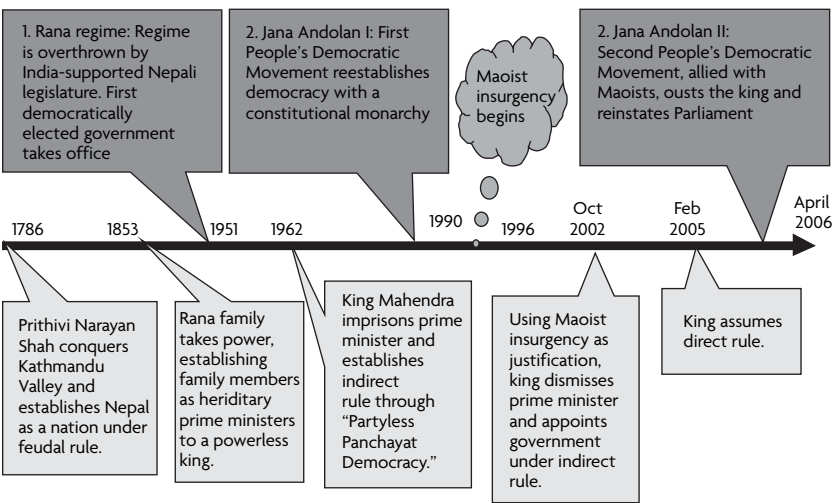 1. Rana regime: Regime
is overthrown by
India-supported Nepali
legislature. First
democratically
elected government
takes office
2. Jana Andolan I: First
People's Democratic
Movement reestablishes
democracy with a
constitutional monarchy
Maoist
insurgency
begins
2. Jana Andolan II:
Second People's Democratic
Movement, allied with
Maoists, ousts the king and
reinstates Parliament
1786
1853
1951
1962
1990
1996
Oct
2002
Feb
2005
April
2006
Prithivi Narayan
Shah conquers
Kathmandu
Valley and
establishes Nepal
as a nation under
feudal rule.
Rana family
takes power,
establishing
family members
as heriditary
prime ministers
to a powerless
king.
King Mahendra
imprisons prime
minister and
establishes
indirect
rule through
“Partyless
Panchayat
Democracy.”
Using Maoist
insurgency as
justification,
king dismisses
prime minister
and appoints
government
under indirect
rule.
King assumes
direct rule.